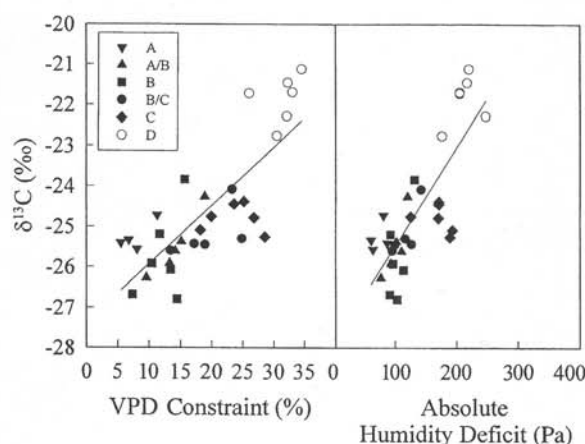 -20
-21
-22
-23
-24
-25
-26
-27
-28
δ¹³C (‰)
A
A/B
B
B/C
C
D
0 5 10 15 20 25 30 35 0 100 200 300 400
VPD Constraint (%)
Absolute
Humidity Deficit (Pa)